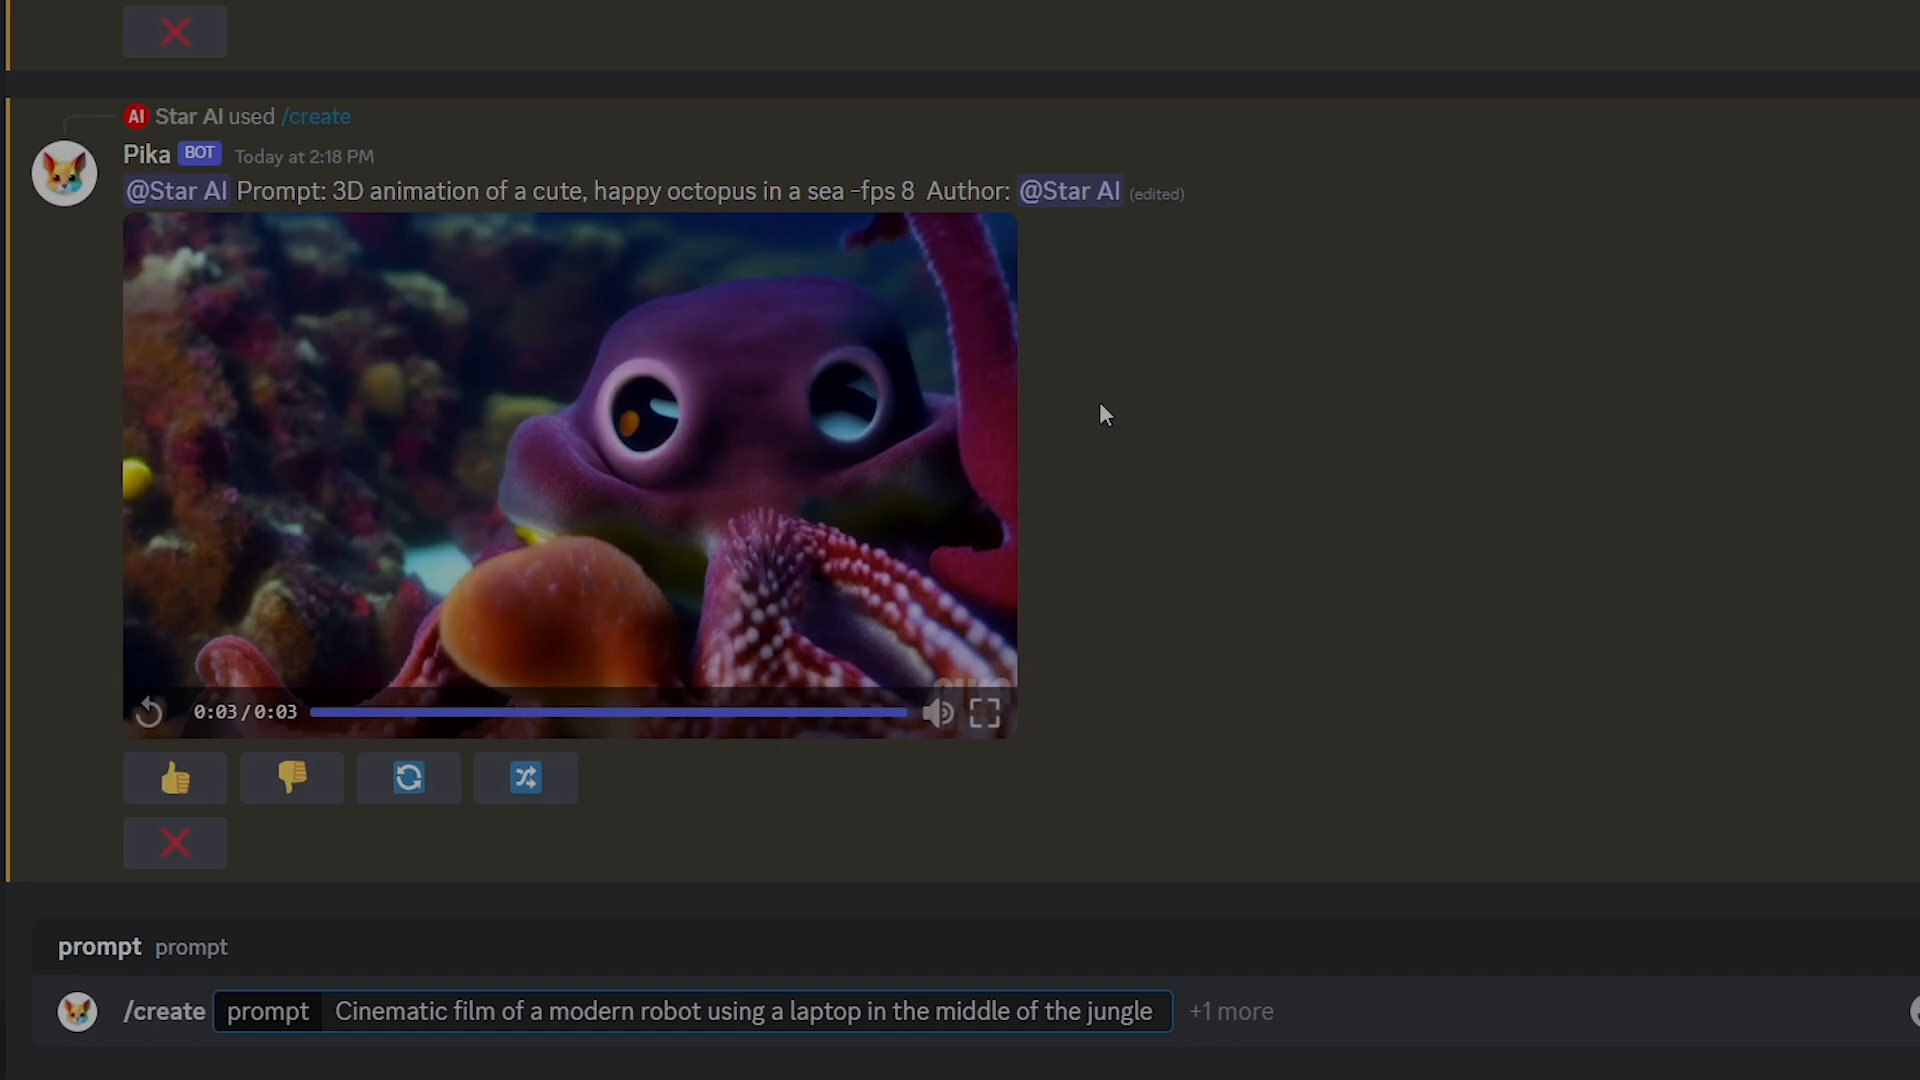 AI Star AI used /create
Pika BOT Today at 2:18 PM
@Star AI Prompt: 3D animation of a cute, happy octopus in a sea -fps 8 Author: @Star AI (edited)
0:03/0:03
prompt prompt
/create prompt Cinematic film of a modern robot using a laptop in the middle of the jungle +1 more